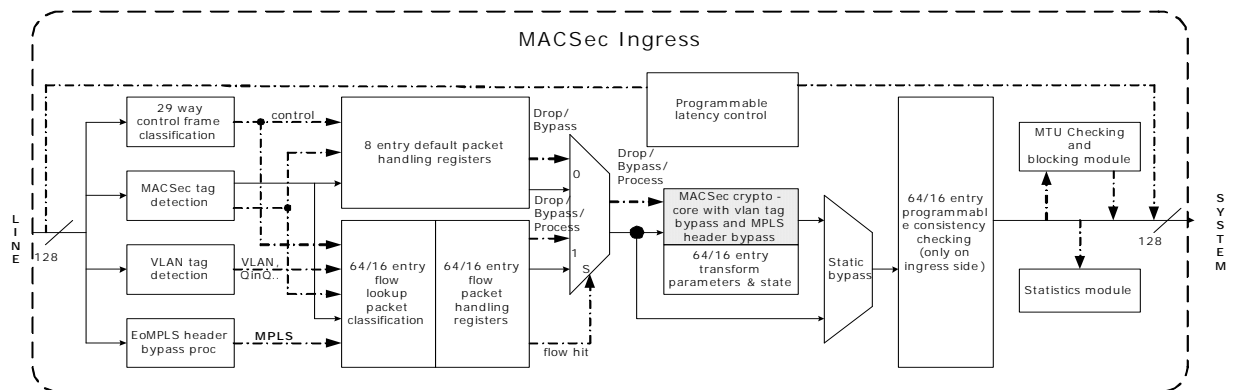 MACSec Ingress
29 way
control frame
classification
control
8 entry default packet
handling registers
Drop/
Bypass
Programmable
latency control
MTU Checking
and
blocking module
MACSec tag
detection
0
Drop/
Bypass/
Process
Drop/
Bypass/
Process
MACSec crypto -
core with vlan tag
bypass and MPLS
header bypass
64/16 entry
transform
parameters & state
LINE
128
VLAN tag
detection
VLAN,
QinQ..
64/16 entry
flow
lookup
packet
classification
64/16 entry
flow
packet
handling
registers
1
S
Static
bypass
64/16 entry
programmabl
e consistency
checking
(only on
ingress side)
128
SYSTEM
Statistics module
EoMPLS header
bypass proc
MPLS
flow hit